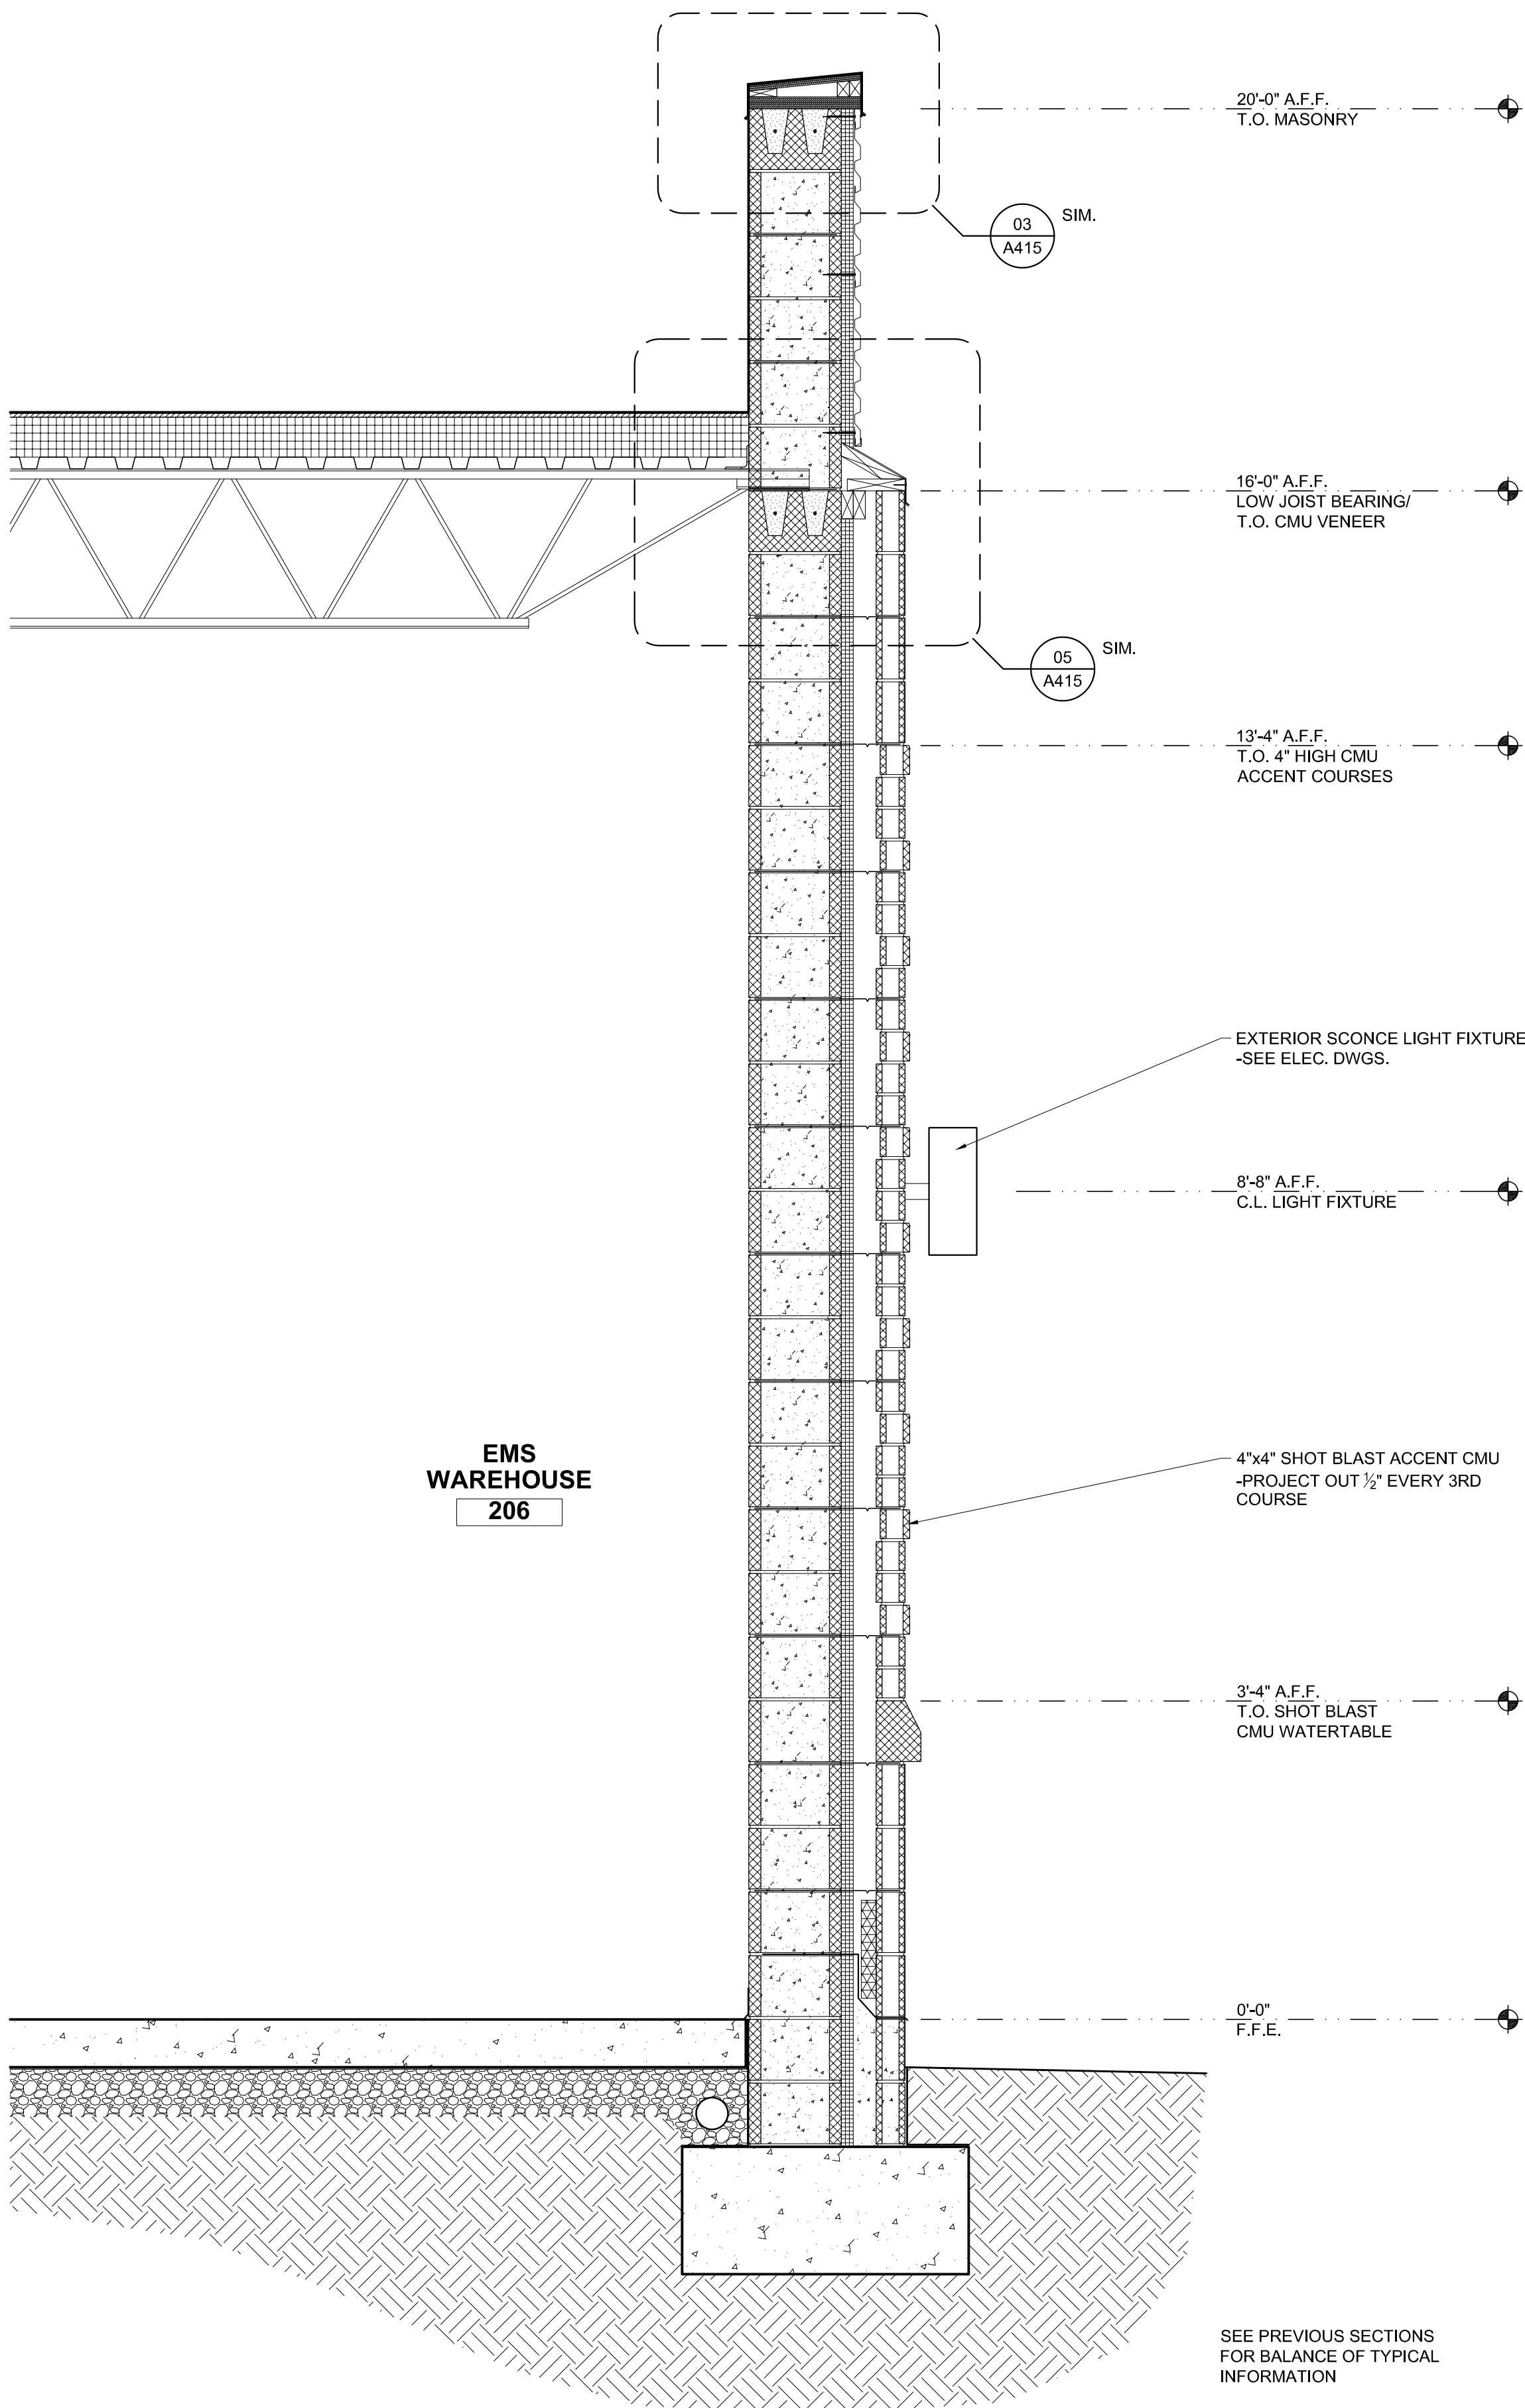 20'-0" A.F.F.
T.O. MASONRY
03
A415
SIM.
16'-0" A.F.F.
LOW JOIST BEARING/
T.O. CMU VENEER
05
A415
SIM.
13'-4" A.F.F.
T.O. 4" HIGH CMU
ACCENT COURSES
EXTERIOR SCONCE LIGHT FIXTURE
-SEE ELEC. DWGS.
8'-8" A.F.F.
C.L. LIGHT FIXTURE
EMS
WAREHOUSE
206
4"x4" SHOT BLAST ACCENT CMU
-PROJECT OUT ½" EVERY 3RD
COURSE
3'-4" A.F.F.
T.O. SHOT BLAST
CMU WATERTABLE
0'-0"
F.F.E.
SEE PREVIOUS SECTIONS
FOR BALANCE OF TYPICAL
INFORMATION